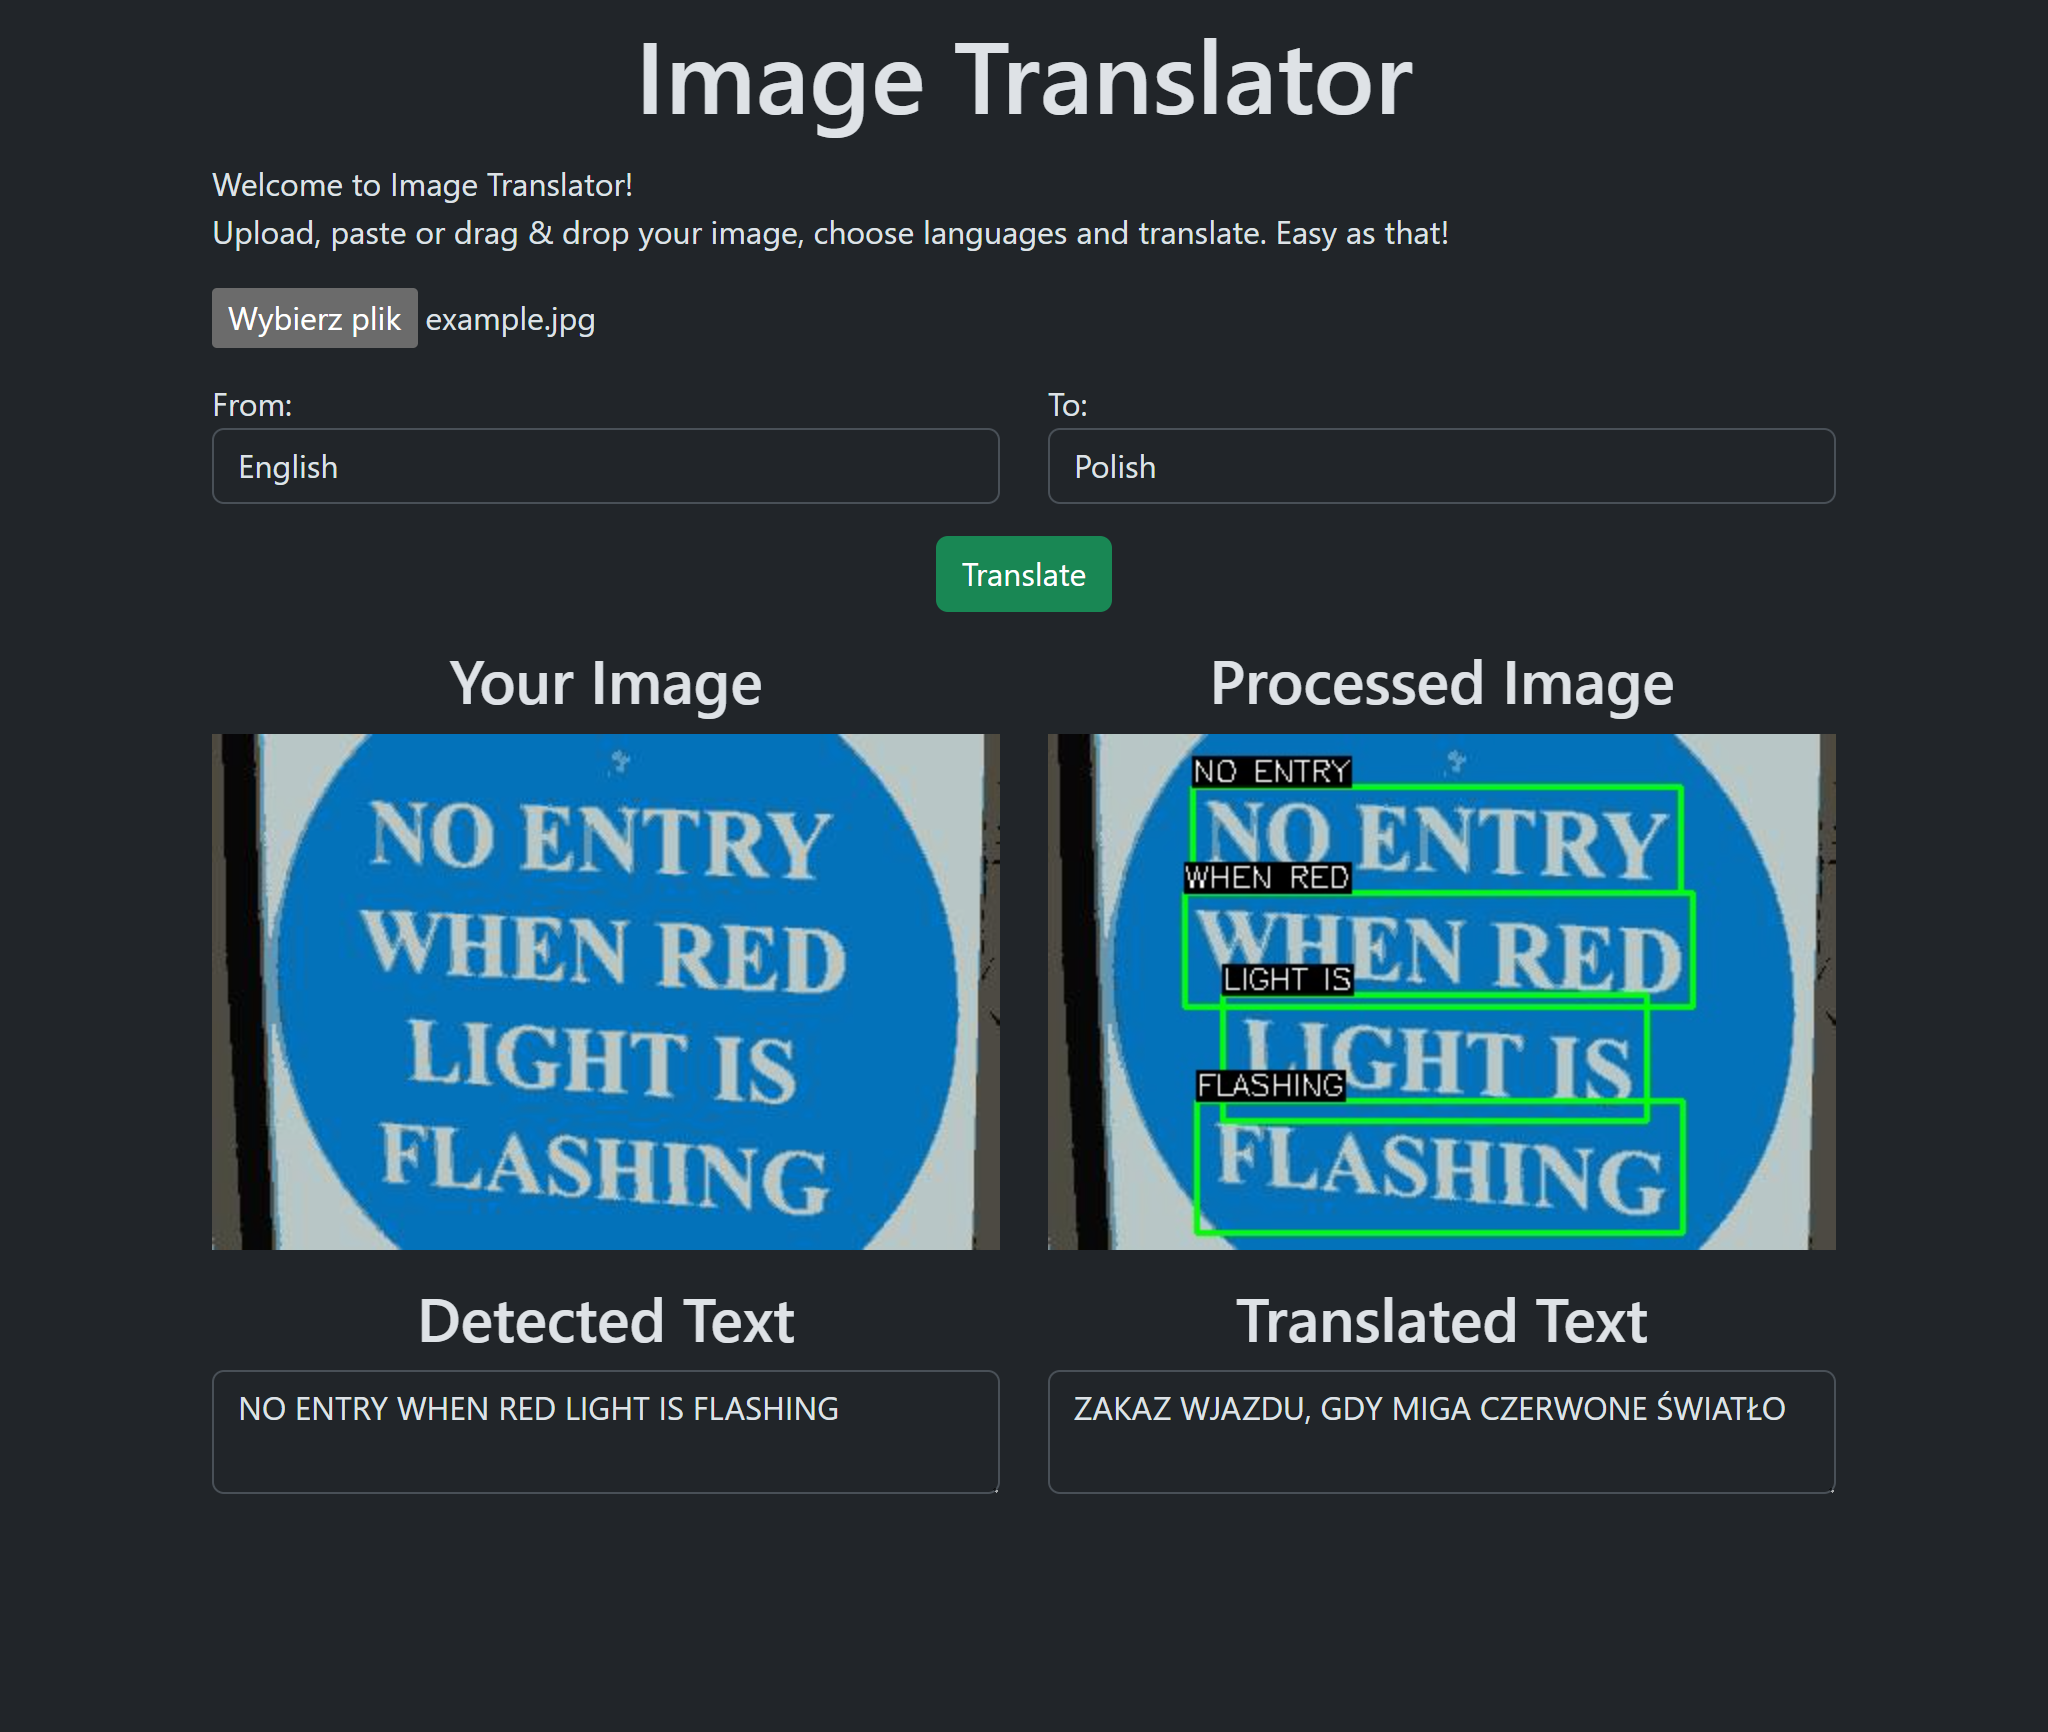 Image Translator
Welcome to Image Translator!
Upload, paste or drag & drop your image, choose languages and translate. Easy as that!
Wybierz plik example.jpg
From:
To:
English
Polish
Translate
Your Image
Processed Image
NO ENTRY
WHEN RED
LIGHT IS
FLASHING
NO ENTRY
NO ENTRY
WHEN RED
WHEN RED
LIGHT IS
LIGHT IS
FLASHING
FLASHING
Detected Text
Translated Text
NO ENTRY WHEN RED LIGHT IS FLASHING
ZAKAZ WJAZDU, GDY MIGA CZERWONE ŚWIATŁO